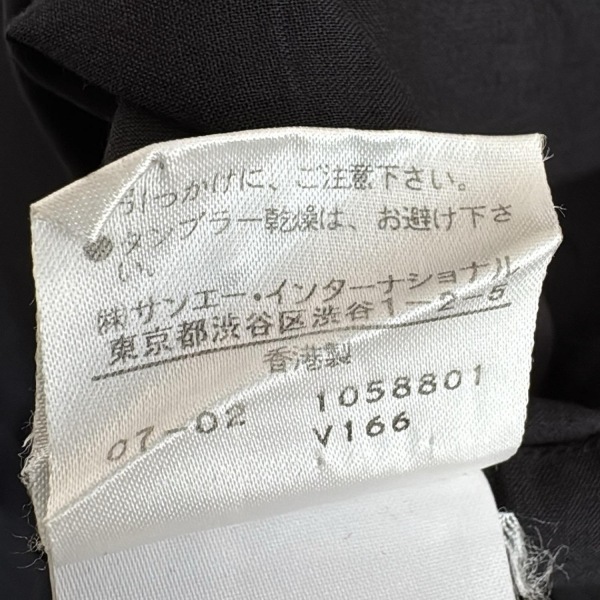 引っかけに、ご注意下さい。
●タンブラー乾燥は、お避け下さ
い。
㈱サンエー・インターナショナル
東京都渋谷区渋谷1-2-5
香港製
07-02 1058801
V166